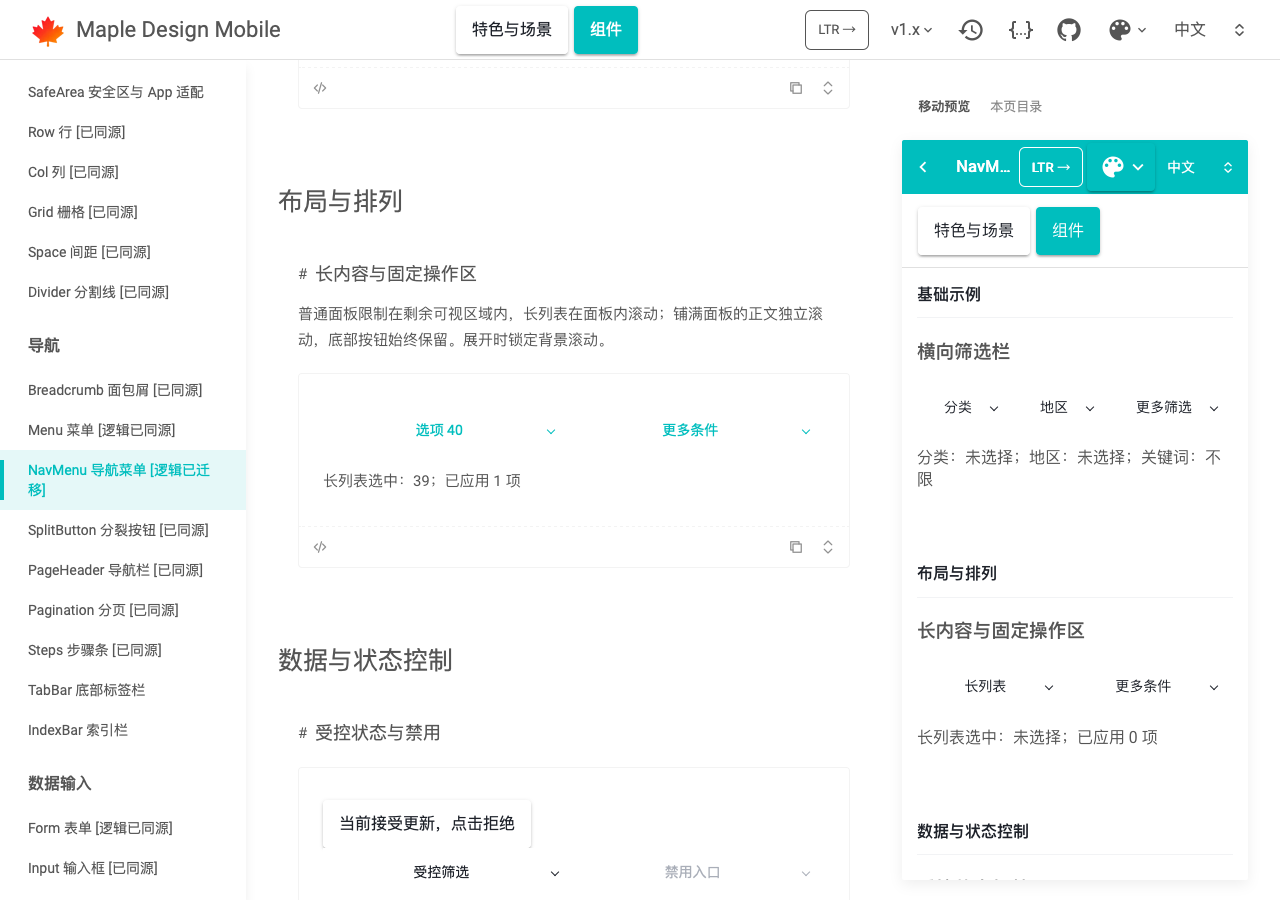 Maple Design Mobile
特色与场景
组件
LTR →
v1.x
{...}
中文
SafeArea 安全区与 App 适配
Row 行 [已同源]
Col 列 [已同源]
Grid 栅格 [已同源]
Space 间距 [已同源]
Divider 分割线 [已同源]
导航
Breadcrumb 面包屑 [已同源]
Menu 菜单 [逻辑已同源]
NavMenu 导航菜单 [逻辑已迁
移]
SplitButton 分裂按钮 [已同源]
PageHeader 导航栏 [已同源]
Pagination 分页 [已同源]
Steps 步骤条 [已同源]
TabBar 底部标签栏
IndexBar 索引栏
数据输入
Form 表单 [逻辑已同源]
Input 输入框 [已同源]
布局与排列
# 长内容与固定操作区
普通面板限制在剩余可视区域内，长列表在面板内滚动；铺满面板的正文独立滚
动，底部按钮始终保留。展开时锁定背景滚动。
选项 40
更多条件
长列表选中：39；已应用 1 项
数据与状态控制
# 受控状态与禁用
当前接受更新，点击拒绝
受控筛选
禁用入口
移动预览
本页目录
NavM...
LTR →
中文
特色与场景
组件
基础示例
横向筛选栏
分类
地区
更多筛选
分类：未选择；地区：未选择；关键词：不
限
布局与排列
长内容与固定操作区
长列表
更多条件
长列表选中：未选择；已应用 0 项
数据与状态控制